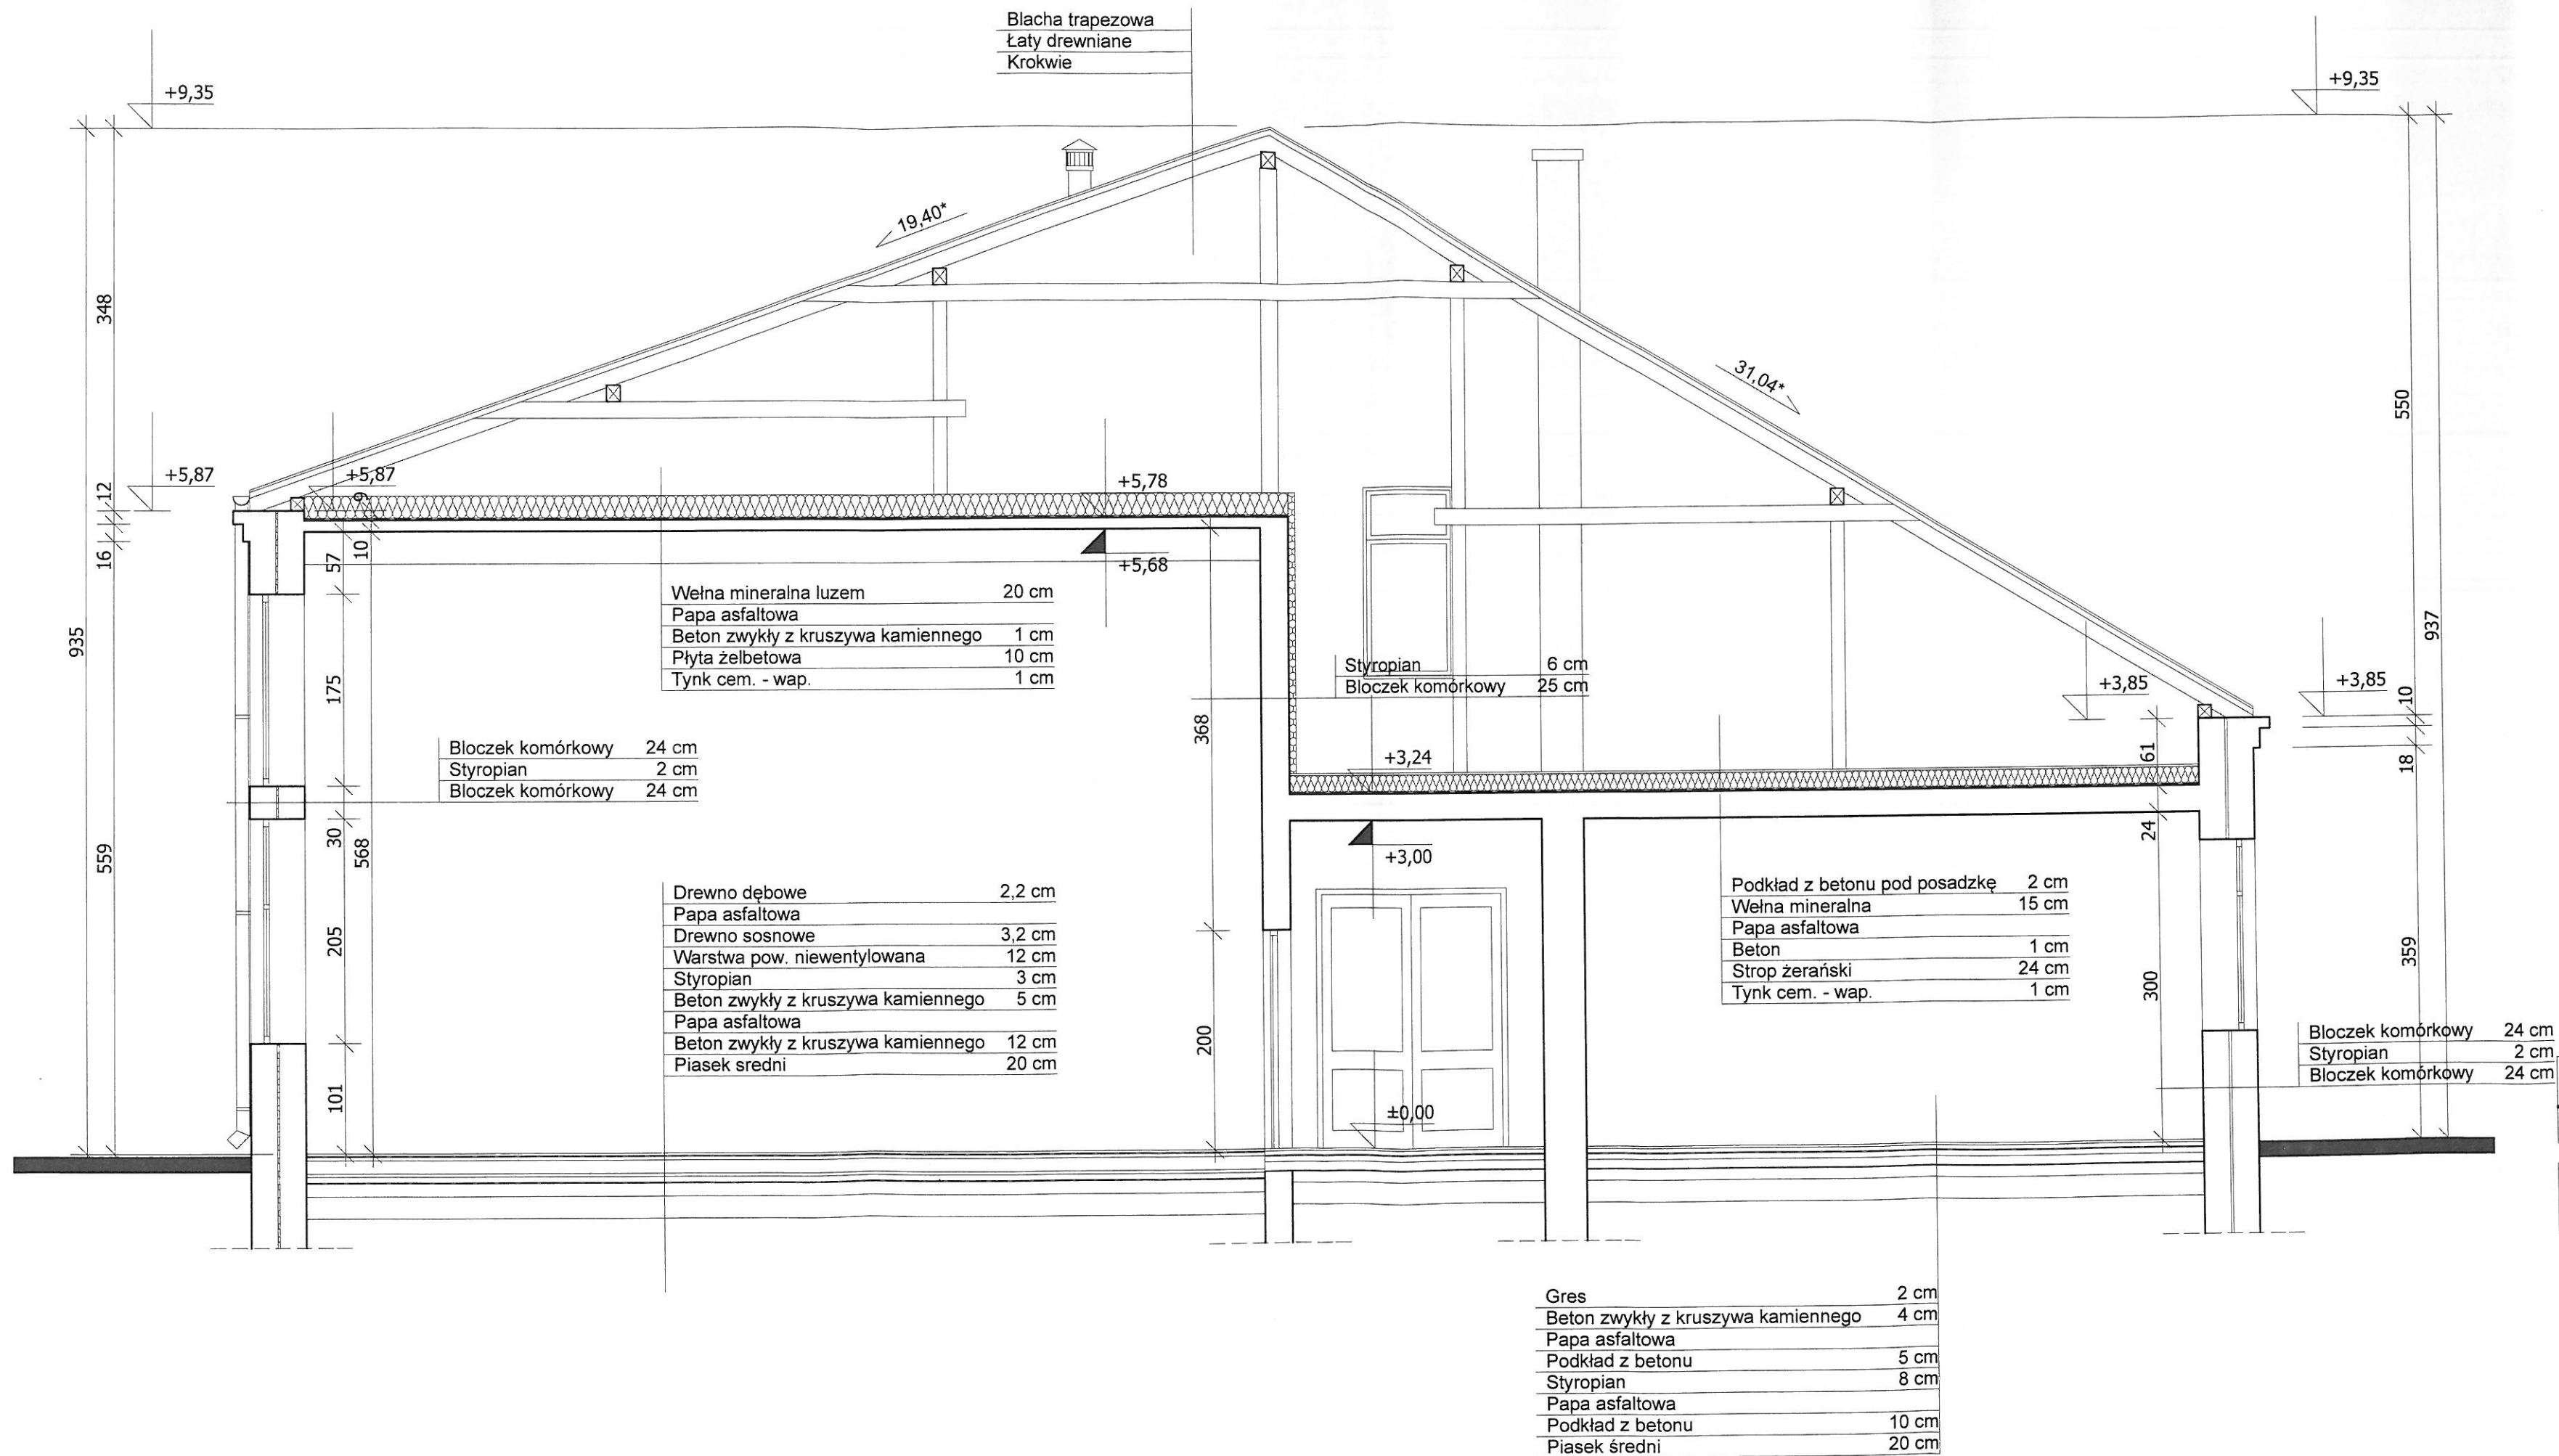 Blacha trapezowa
Łaty drewniane
Krokwie
+9,35
+9,35
19,40*
31,04*
348
550
+5,87
+5,87
+5,78
12
9
16
57
10
+5,68
935
937
Wełna mineralna luzem 20 cm
Papa asfaltowa
Beton zwykły z kruszywa kamiennego 1 cm
Płyta żelbetowa 10 cm
Tynk cem. - wap. 1 cm
Styropian 6 cm
Bloczek komórkowy 25 cm
+3,85
+3,85
10
175
368
61
18
Bloczek komórkowy 24 cm
Styropian 2 cm
Bloczek komórkowy 24 cm
+3,24
30
568
559
24
+3,00
Drewno dębowe 2,2 cm
Papa asfaltowa
Drewno sosnowe 3,2 cm
Warstwa pow. niewentylowana 12 cm
Styropian 3 cm
Beton zwykły z kruszywa kamiennego 5 cm
Papa asfaltowa
Beton zwykły z kruszywa kamiennego 12 cm
Piasek sredni 20 cm
Podkład z betonu pod posadzkę 2 cm
Wełna mineralna 15 cm
Papa asfaltowa
Beton 1 cm
Strop żerański 24 cm
Tynk cem. - wap. 1 cm
205
359
300
200
101
±0,00
Bloczek komórkowy 24 cm
Styropian 2 cm
Bloczek komórkowy 24 cm
Gres 2 cm
Beton zwykły z kruszywa kamiennego 4 cm
Papa asfaltowa
Podkład z betonu 5 cm
Styropian 8 cm
Papa asfaltowa
Podkład z betonu 10 cm
Piasek średni 20 cm